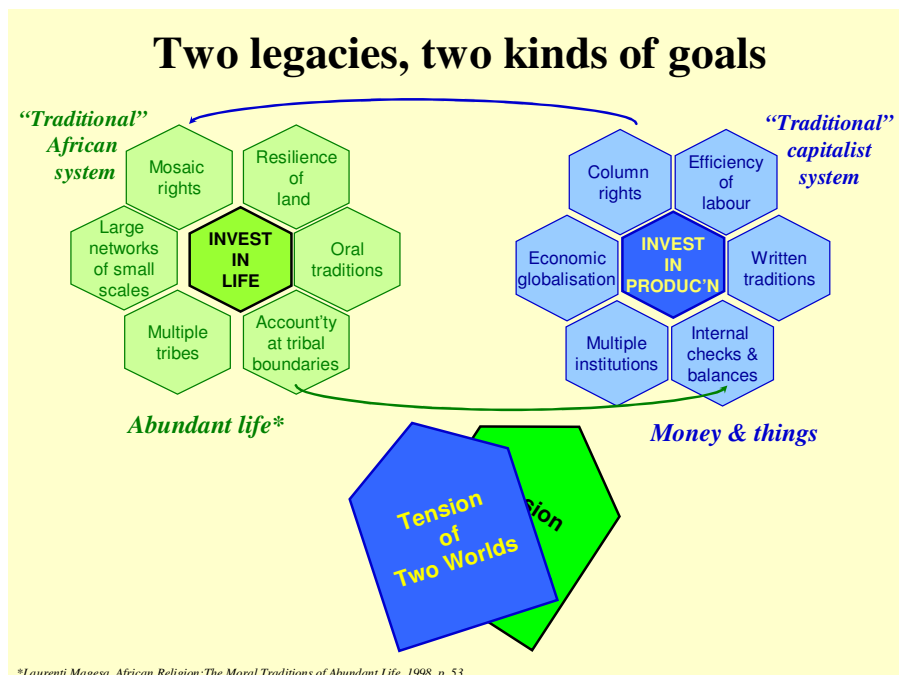 Two legacies, two kinds of goals
“Traditional”
African
system
Mosaic
rights
Resilience
of
land
Large
networks
of small
scales
INVEST
IN
LIFE
Oral
traditions
Multiple
tribes
Account’ty
at tribal
boundaries
Abundant life*
“Traditional”
capitalist
system
Column
rights
Efficiency
of
labour
Economic
globalisation
INVEST
IN
PRODUC’N
Written
traditions
Multiple
institutions
Internal
checks &
balances
Money & things
Tension
of
Two Worlds
sion
*Laurenti Magesa, African Religion:The Moral Traditions of Abundant Life, 1998, p. 53